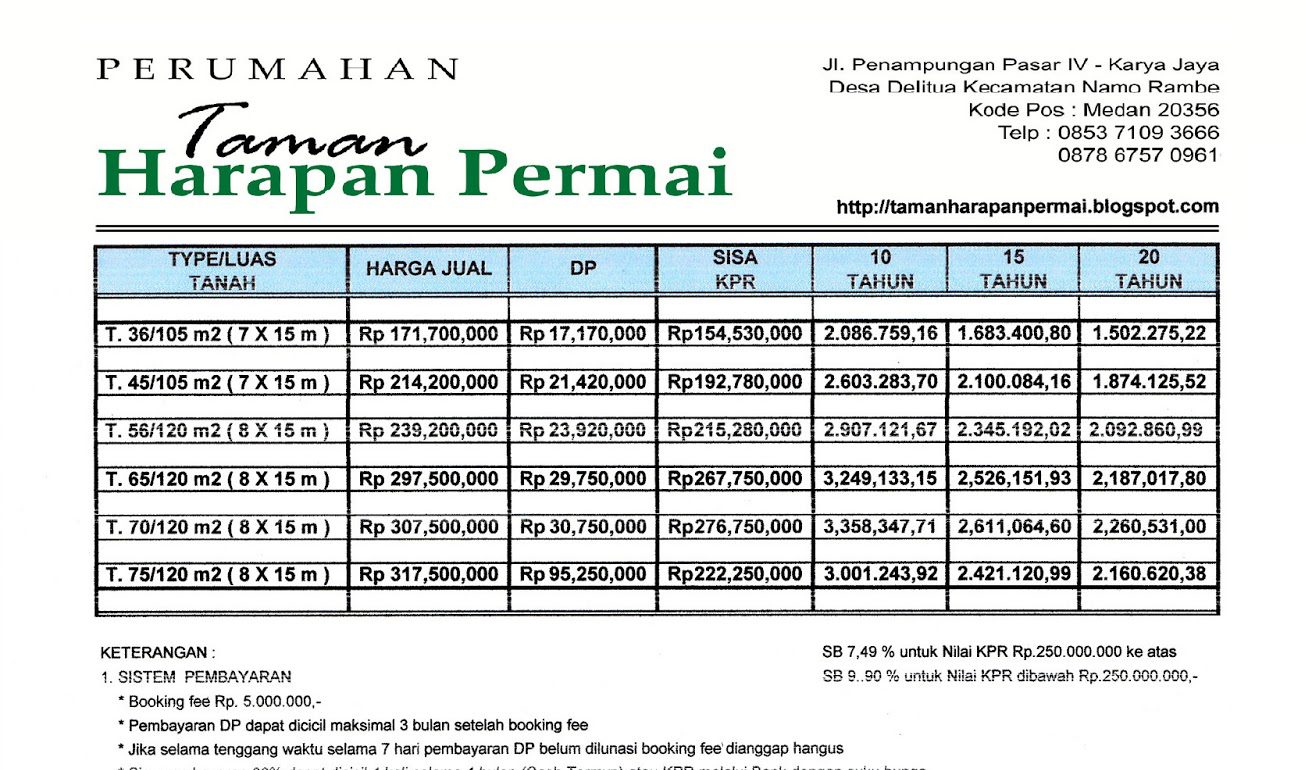 PERUMAHAN
Taman
Harapan Permai
Jl. Penampungan Pasar IV - Karya Jaya
Desa Delitua Kecamatan Namo Rambe
Kode Pos : Medan 20356
Telp : 0853 7109 3666
0878 6757 0961
http://tamanharapanpermai.blogspot.com
TYPE/LUAS TANAH HARGA JUAL DP SISA KPR 10 TAHUN 15 TAHUN 20 TAHUN
T. 36/105 m2 ( 7 X 15 m ) Rp 171,700,000 Rp 17,170,000 Rp154,530,000 2.086.759,16 1.683.400,80 1.502.275,22
T. 45/105 m2 ( 7 X 15 m ) Rp 214,200,000 Rp 21,420,000 Rp192,780,000 2.603.283,70 2.100.084,16 1.874.125,52
T. 56/120 m2 ( 8 X 15 m ) Rp 239,200,000 Rp 23,920,000 Rp215,280,000 2.907.121,67 2.345.192,02 2.092.860,99
T. 65/120 m2 ( 8 X 15 m ) Rp 297,500,000 Rp 29,750,000 Rp267,750,000 3,249,133,15 2,526,151,93 2,187,017,80
T. 70/120 m2 ( 8 X 15 m ) Rp 307,500,000 Rp 30,750,000 Rp276,750,000 3,358,347,71 2,611,064,60 2,260,531,00
T. 75/120 m2 ( 8 X 15 m ) Rp 317,500,000 Rp 95,250,000 Rp222,250,000 3.001.243,92 2.421.120,99 2.160.620,38
KETERANGAN :
1. SISTEM PEMBAYARAN
* Booking fee Rp. 5.000.000,-
* Pembayaran DP dapat dicicil maksimal 3 bulan setelah booking fee
* Jika selama tenggang waktu selama 7 hari pembayaran DP belum dilunasi booking fee dianggap hangus
SB 7,49 % untuk Nilai KPR Rp.250.000.000 ke atas
SB 9..90 % untuk Nilai KPR dibawah Rp.250.000.000,-